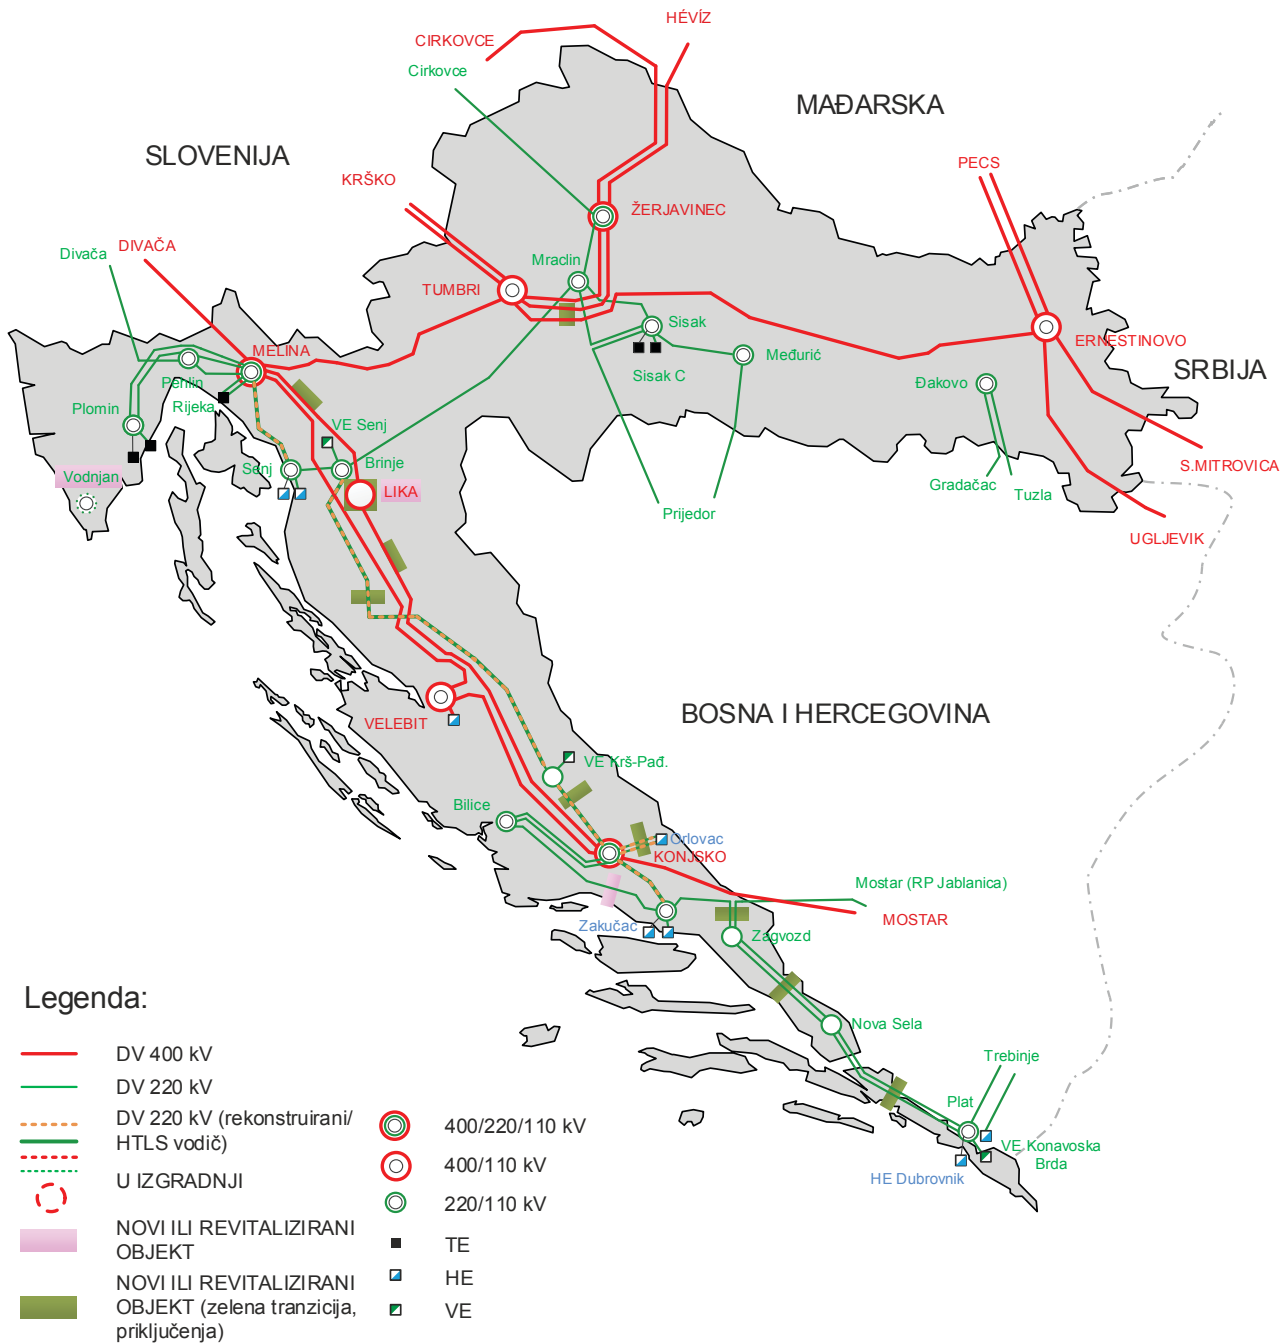 HÉVÍZ
CIRKOVCE
Cirkovce
MAĐARSKA
SLOVENIJA
PECS
KRŠKO
ŽERJAVINEC
DIVAČA
Divača
Mraclin
TUMBRI
Sisak
ERNESTINOVO
MELINA
Međurić
SRBIJA
Pehlin
Sisak C
Đakovo
Rijeka
Plomin
VE Senj
Senj
Brinje
S.MITROVICA
Vodnjan
LIKA
Gradačac
Tuzla
Prijedor
UGLJEVIK
BOSNA I HERCEGOVINA
VELEBIT
VE Krš-Pađ.
Bilice
Orlovac
KONJSKO
Mostar (RP Jablanica)
MOSTAR
Zakučac
Zagvozd
Nova Sela
Trebinje
Plat
VE Konavoska
Brda
HE Dubrovnik
Legenda:
DV 400 kV
DV 220 kV
DV 220 kV (rekonstruirani/
HTLS vodič)
U IZGRADNJI
NOVI ILI REVITALIZIRANI
OBJEKT
NOVI ILI REVITALIZIRANI
OBJEKT (zelena tranzicija,
priključenja)
400/220/110 kV
400/110 kV
220/110 kV
TE
HE
VE